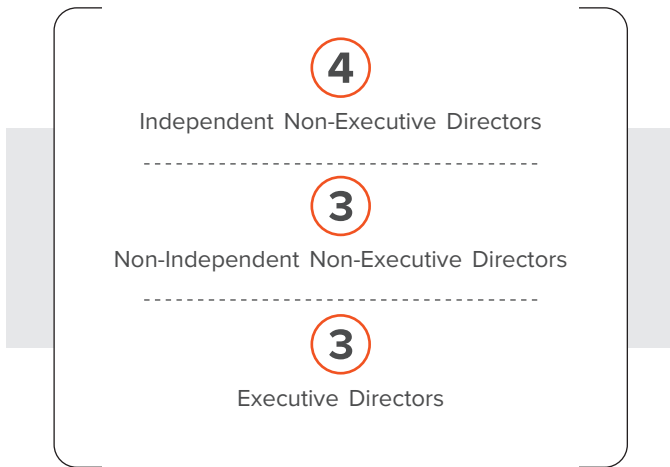 4
Independent Non-Executive Directors
3
Non-Independent Non-Executive Directors
3
Executive Directors